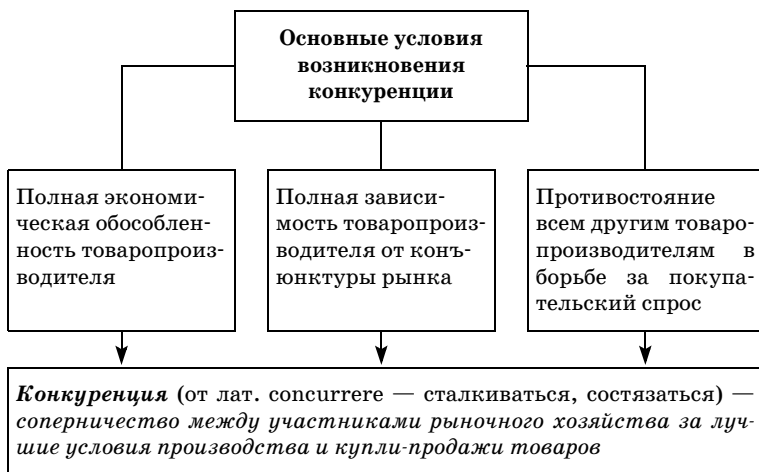 Основные условия
возникновения
конкуренции
Полная экономи-
ческая обособлен-
ность товаропроиз-
водителя
Полная зависи-
мость товаропроиз-
водителя от конъ-
юнктуры рынка
Противостояние
всем другим товаро-
производителям в
борьбе за покупа-
тельский спрос
Конкуренция (от лат. concurrere — сталкиваться, состязаться) —
соперничество между участниками рыночного хозяйства за луч-
шие условия производства и купли-продажи товаров